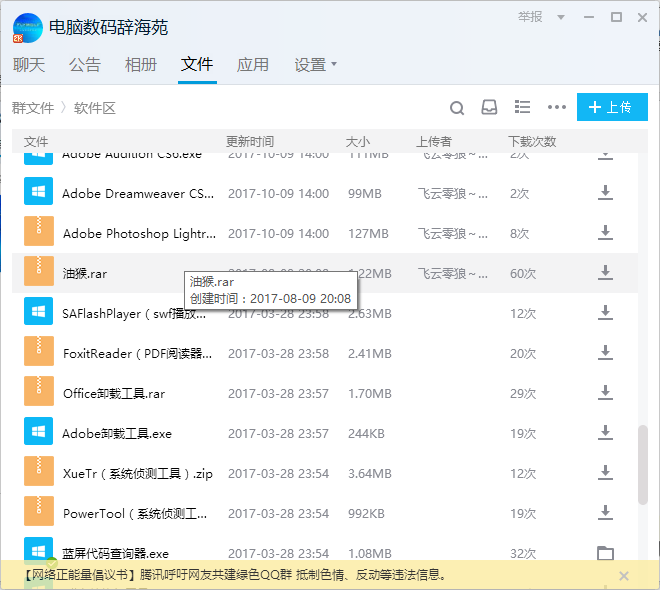 电脑数码辞海苑
举报
聊天 公告 相册 文件 应用 设置
群文件 〉 软件区
上传
文件 更新时间 大小 上传者 下载次数
Adobe Audition CS6.exe 2017-10-09 14:00 111MB 飞云零狼～... 2次
Adobe Dreamweaver CS... 2017-10-09 14:00 99MB 飞云零狼～... 2次
Adobe Photoshop Lightr... 2017-10-09 14:00 127MB 飞云零狼～... 8次
油猴.rar .22MB 飞云零狼～... 60次
油猴.rar
创建时间：2017-08-09 20:08
SAFlashPlayer（swf播放... 2017-03-28 23:58 2.63MB 12次
FoxitReader（PDF阅读器... 2017-03-28 23:58 2.41MB 20次
Office卸载工具.rar 2017-03-28 23:57 1.70MB 29次
Adobe卸载工具.exe 2017-03-28 23:57 244KB 19次
XueTr（系统侦测工具）.zip 2017-03-28 23:54 3.64MB 12次
PowerTool（系统侦测工... 2017-03-28 23:54 992KB 19次
蓝屏代码查询器.exe 2017-03-28 23:54 1.08MB 32次
【网络正能量倡议书】腾讯呼吁网友共建绿色QQ群 抵制色情、反动等违法信息。